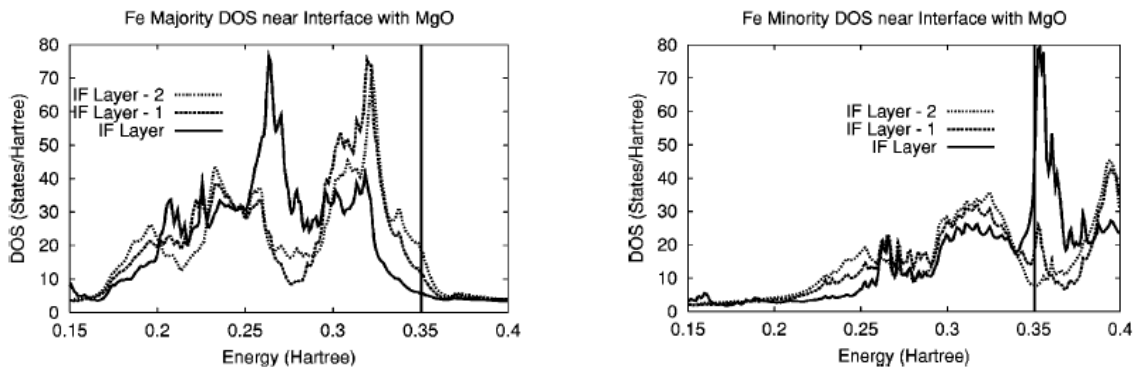 Fe Majority DOS near Interface with MgO
80
70
60
50
40
30
20
10
0
DOS (States/Hartree)
IF Layer - 2
IF Layer - 1
IF Layer
0.15 0.2 0.25 0.3 0.35 0.4
Energy (Hartree)
Fe Minority DOS near Interface with MgO
80
70
60
50
40
30
20
10
0
DOS (States/Hartree)
IF Layer - 2
IF Layer - 1
IF Layer
0.15 0.2 0.25 0.3 0.35 0.4
Energy (Hartree)